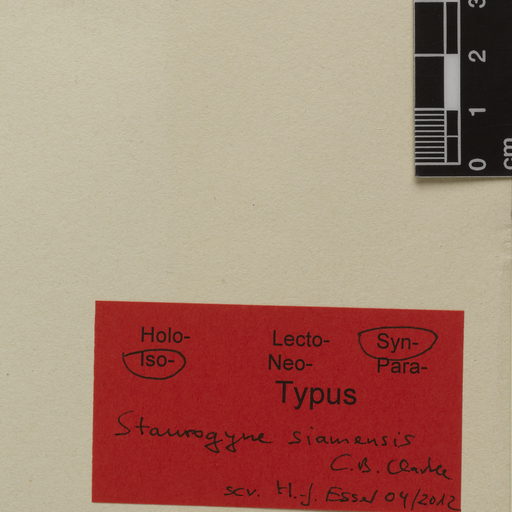 3
2
1
0
cm
Holo- Lecto- Syn-
Iso- Neo- Para-
Typus
Staurogyne siamensis
C.B. Clarke
scr. H.-J. Esser 04/2012